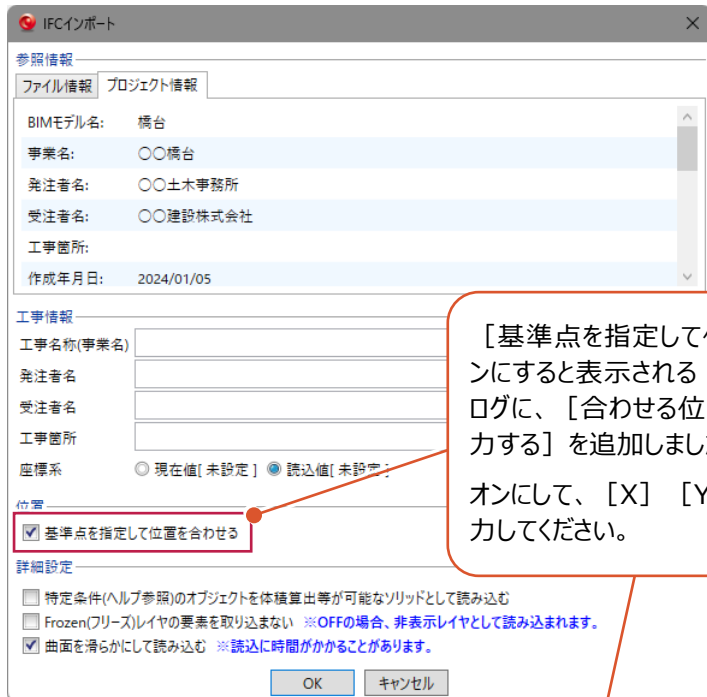 IFCインポート
参照情報
ファイル情報 プロジェクト情報
BIMモデル名: 橋台
事業名: 〇〇橋台
発注者名: 〇〇土木事務所
受注者名: 〇〇建設株式会社
工事箇所:
作成年月日: 2024/01/05
工事情報
工事名称(事業名)
発注者名
受注者名
工事箇所
座標系 現在値[ 未設定 ] 読込値[ 未設定
位置
基準点を指定して位置を合わせる
詳細設定
特定条件(ヘルプ参照)のオブジェクトを体積算出等が可能なソリッドとして読み込む
Frozen(フリーズ)レイヤの要素を取り込まない ※OFFの場合、非表示レイヤとして読み込まれます。
曲面を滑らかにして読み込む ※読込に時間がかかることがあります。
OK キャンセル
［基準点を指定して
ンにすると表示される
ログに、［合わせる位
力する］を追加しまし
オンにして、［X］ ［Y
力してください。